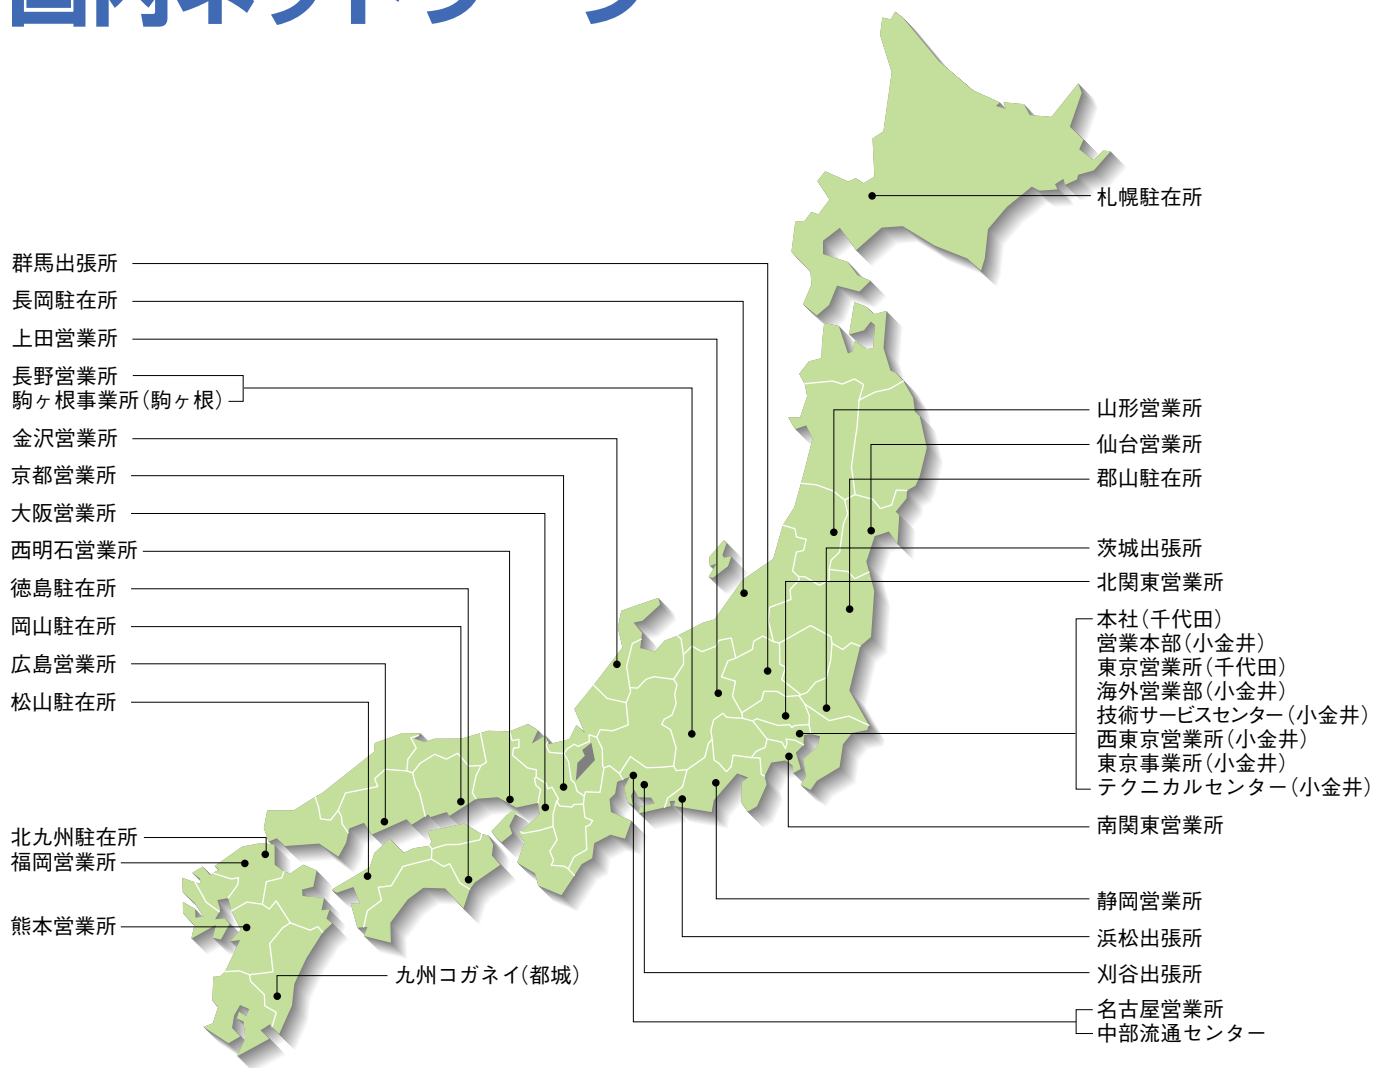 国内ネットワーク
札幌駐在所
群馬出張所
長岡駐在所
上田営業所
長野営業所
駒ヶ根事業所(駒ヶ根)
金沢営業所
京都営業所
大阪営業所
西明石営業所
徳島駐在所
岡山駐在所
広島営業所
松山駐在所
北九州駐在所
福岡営業所
熊本営業所
九州コガネイ(都城)
山形営業所
仙台営業所
郡山駐在所
茨城出張所
北関東営業所
本社(千代田)
営業本部(小金井)
東京営業所(千代田)
海外営業部(小金井)
技術サービスセンター(小金井)
西東京営業所(小金井)
東京事業所(小金井)
テクニカルセンター(小金井)
南関東営業所
静岡営業所
浜松出張所
刈谷出張所
名古屋営業所
中部流通センター